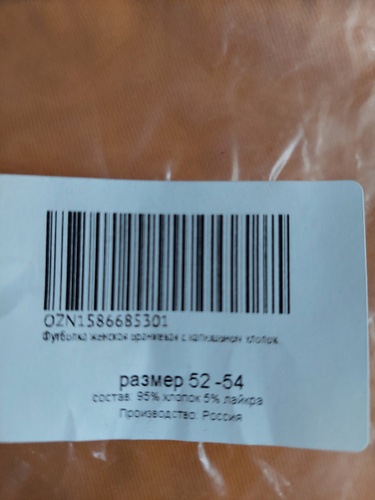 OZN1586685301
Футболка женская оранжевая с капюшоном хлопок
размер 52 -54
состав: 95% хлопок 5% лайкра
Производство: Россия